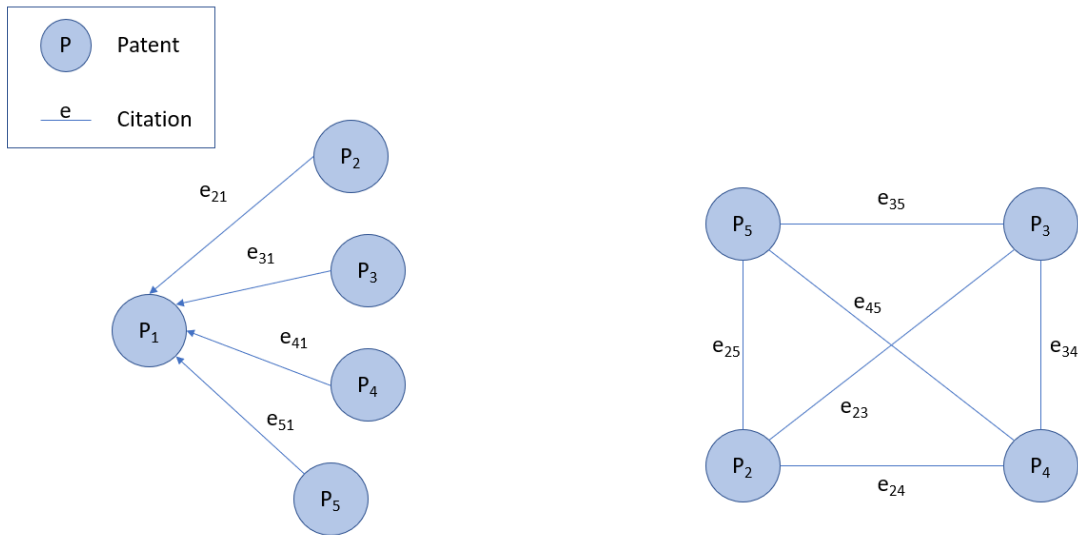 P Patent
e Citation
P₂
e₂₁
e₃₁
P₃
P₁
e₄₁
P₄
e₅₁
P₅
e₃₅
P₅
P₃
e₄₅
e₂₅
e₃₄
e₂₃
P₂
P₄
e₂₄